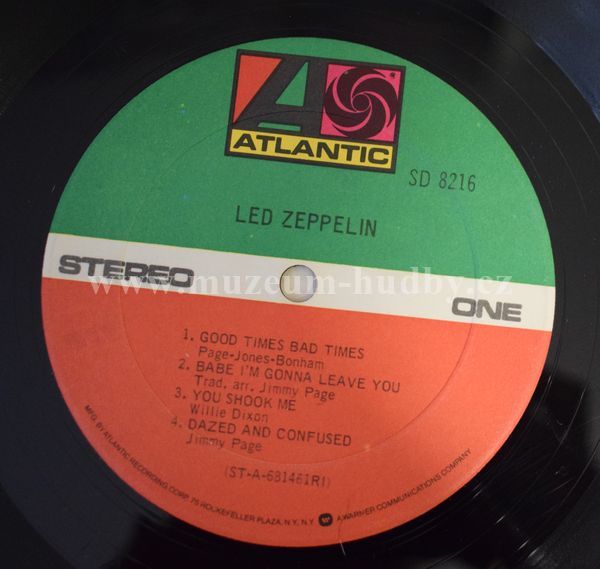 ATLANTIC
SD 8216
LED ZEPPELIN
STEREO
ONE
www.muzeum-hudby.cz
1. GOOD TIMES BAD TIMES
Page-Jones-Bonham
2. BABE I'M GONNA LEAVE YOU
Trad. arr. Jimmy Page
3. YOU SHOOK ME
Willie Dixon
4. DAZED AND CONFUSED
Jimmy Page
(ST-A-681461RI)
MFG. BY ATLANTIC RECORDING CORP. 75 ROCKEFELLER PLAZA, N.Y., N.Y. A WARNER COMMUNICATIONS COMPANY